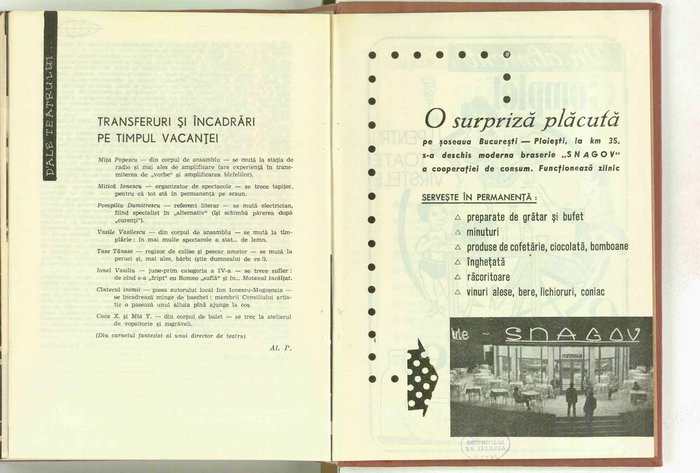 DALE TEATRULUI...
TRANSFERURI ȘI ÎNCADRĂRI
PE TIMPUL VACANȚEI
Mița Popescu — din corpul de ansamblu — se mută la stația de
radio și mai ales de amplificare (are experiență în trans-
miterea de „vorbe" și amplificarea bîrfelilor).
Mitică Ionescu — organizator de spectacole — se trece tapițer,
pentru că tot stă în permanență pe scaun.
Pompiliu Dumitrescu — referent literar — se mută electrician,
fiind specialist în „alternativ" (își schimbă părerea după
„curenți").
Vasile Vasilescu — din corpul de ansamblu — se mută la tîm-
plărie: în mai multe spectacole a stat... de lemn.
Tase Tănase — regizor de culise și pescar amator — se mută la
peruci și, mai ales, bărbi (știe dumnealui de ce!).
Ionel Vasiliu — june-prim categoria a IV-a — se trece sufler:
de cînd s-a „fript" cu Romeo „suflă" și în... Motanul încălțat.
Cîntecul inimii — piesa autorului local Ion Ionescu-Mogoșoaia —
se încadrează minge de baschet: membrii Consiliului artis-
tic o pasează unul altuia pînă ajunge la coș.
Coca X. și Mia Y. — din corpul de balet — se trec la atelierul
de vopsitorie și zugrăveli.
(Din carnetul fantezist al unui director de teatru)
Al. P.
O surpriză plăcută
pe șoseaua București — Ploiești, la km 35,
s-a deschis moderna braserie „SNAGOV"
a cooperației de consum. Funcționează zilnic
SERVEȘTE ÎN PERMANENȚĂ:
preparate de grătar și bufet
minuturi
produse de cofetărie, ciocolată, bomboane
înghețată
răcoritoare
vinuri alese, bere, lichioruri, coniac
SNAGOV